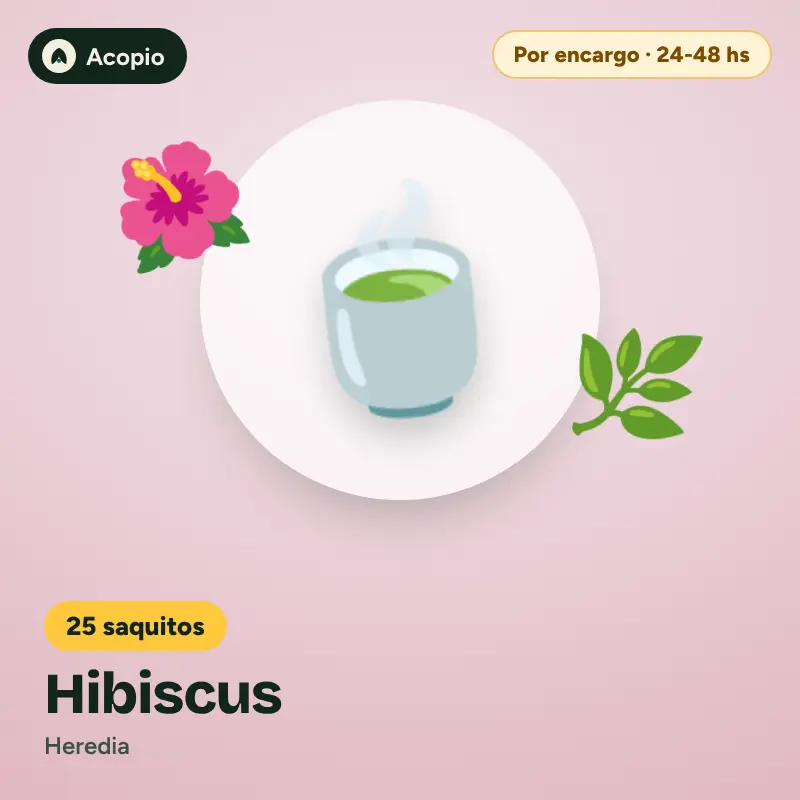 Acopio
Por encargo · 24-48 hs
25 saquitos
Hibiscus
Heredia